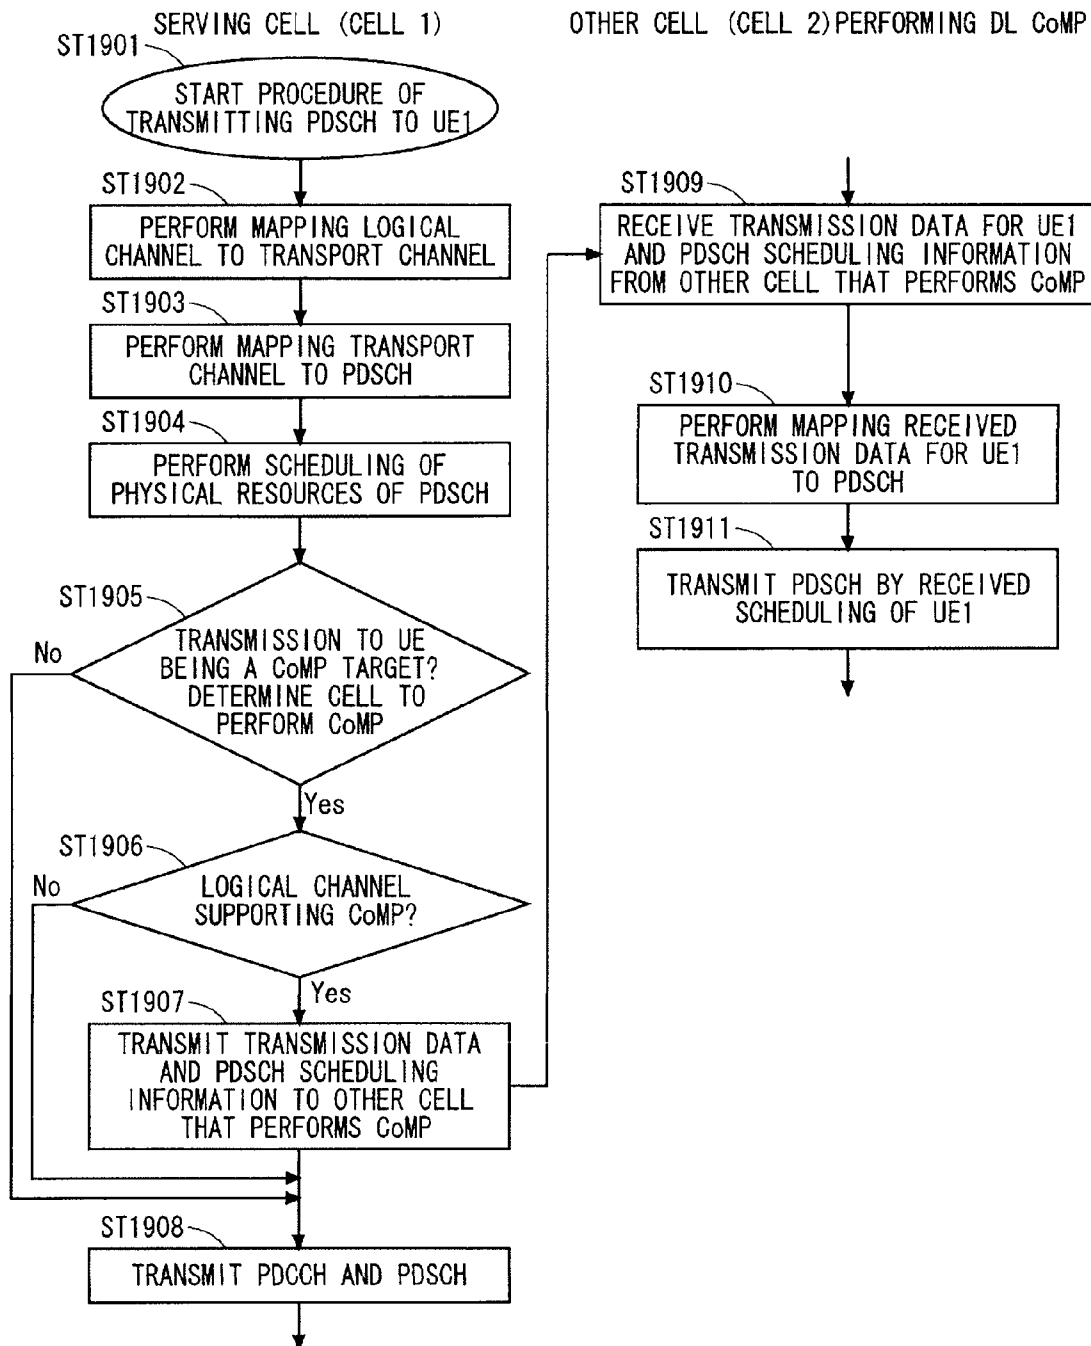 SERVING CELL (CELL 1)
OTHER CELL (CELL 2) PERFORMING DL CoMP
ST1901
START PROCEDURE OF
TRANSMITTING PDSCH TO UE1
ST1902
PERFORM MAPPING LOGICAL
CHANNEL TO TRANSPORT CHANNEL
ST1903
PERFORM MAPPING TRANSPORT
CHANNEL TO PDSCH
ST1904
PERFORM SCHEDULING OF
PHYSICAL RESOURCES OF PDSCH
ST1905
TRANSMISSION TO UE
BEING A CoMP TARGET?
DETERMINE CELL TO
PERFORM CoMP
No
Yes
ST1906
LOGICAL CHANNEL
SUPPORTING CoMP?
No
Yes
ST1907
TRANSMIT TRANSMISSION DATA
AND PDSCH SCHEDULING
INFORMATION TO OTHER CELL
THAT PERFORMS CoMP
ST1908
TRANSMIT PDCCH AND PDSCH
ST1909
RECEIVE TRANSMISSION DATA FOR UE1
AND PDSCH SCHEDULING INFORMATION
FROM OTHER CELL THAT PERFORMS CoMP
ST1910
PERFORM MAPPING RECEIVED
TRANSMISSION DATA FOR UE1
TO PDSCH
ST1911
TRANSMIT PDSCH BY RECEIVED
SCHEDULING OF UE1